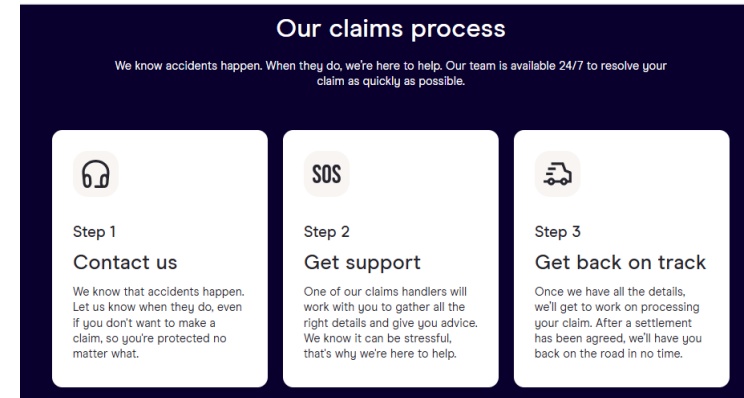 Our claims process
We know accidents happen. When they do, we're here to help. Our team is available 24/7 to resolve your
claim as quickly as possible.
Step 1
Contact us
We know that accidents happen.
Let us know when they do, even
if you don't want to make a
claim, so you're protected no
matter what.
SOS
Step 2
Get support
One of our claims handlers will
work with you to gather all the
right details and give you advice.
We know it can be stressful,
that's why we're here to help.
Step 3
Get back on track
Once we have all the details,
we'll get to work on processing
your claim. After a settlement
has been agreed, we'll have you
back on the road in no time.